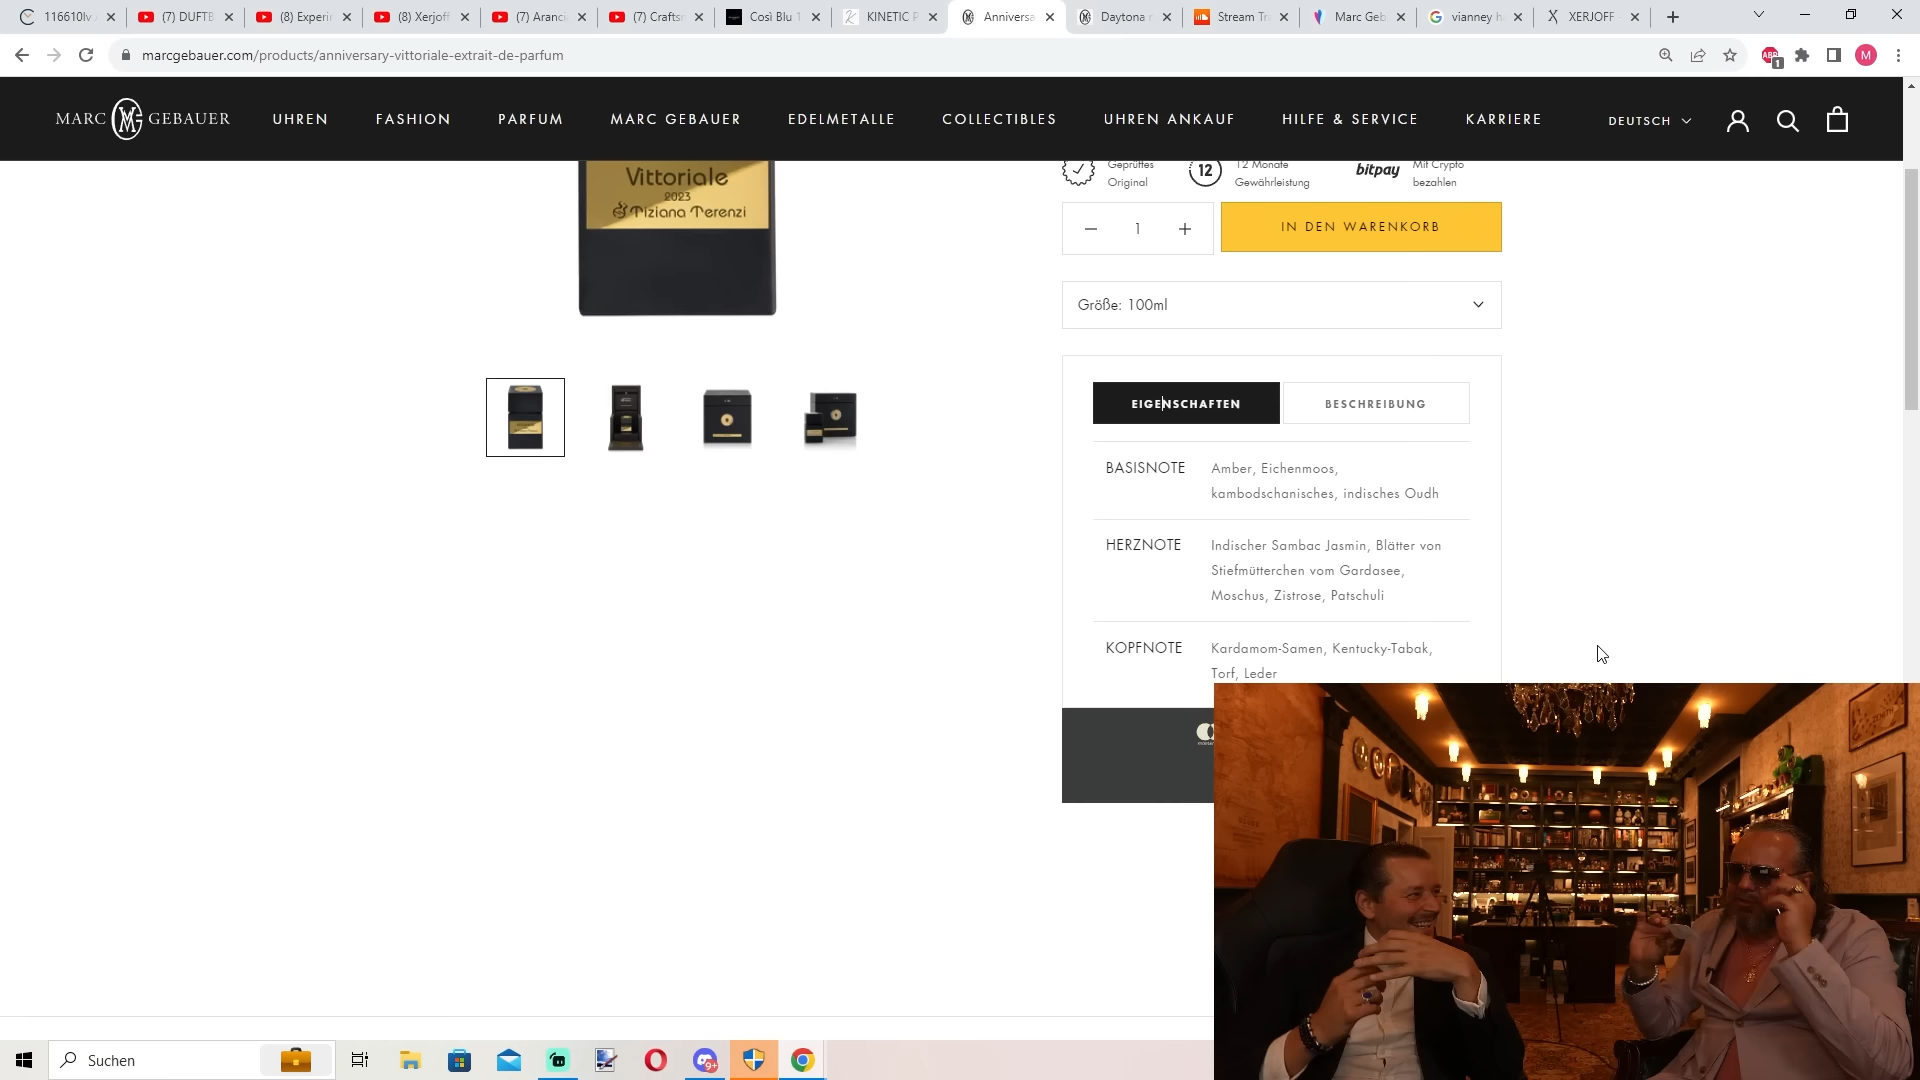 116610lv
(7) DUFTB
(8) Experi
(8) Xerjoff
(7) Aranci
(7) Crafts
Così Blu 1
KINETIC P
Anniversa
Daytona
Stream Tr
Marc Geb
vianney h
XERJOFF
marcgebauer.com/products/anniversary-vittoriale-extrait-de-parfum
ABP
1
M
MARC GEBAUER
UHREN
FASHION
PARFUM
MARC GEBAUER
EDELMETALLE
COLLECTIBLES
UHREN ANKAUF
HILFE & SERVICE
KARRIERE
DEUTSCH
Geprüftes
Original
12
12 Monate
Gewährleistung
bitpay
Mit Crypto
bezahlen
Vittoriale
2023
Tiziana Terenzi
1
IN DEN WARENKORB
Größe: 100ml
EIGENSCHAFTEN
BESCHREIBUNG
BASISNOTE
Amber, Eichenmoos,
kambodschanisches, indisches Oudh
HERZNOTE
Indischer Sambac Jasmin, Blätter von
Stiefmütterchen vom Gardasee,
Moschus, Zistrose, Patschuli
KOPFNOTE
Kardamom-Samen, Kentucky-Tabak,
Torf, Leder
Suchen
9+